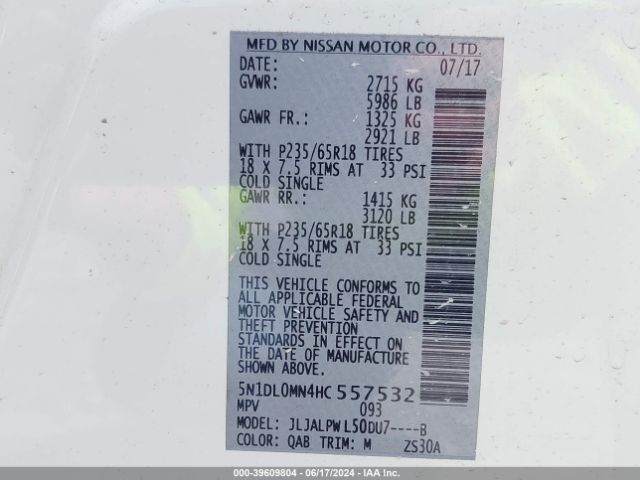 MFD BY NISSAN MOTOR CO., LTD.
DATE: 07/17
GVWR: 2715 KG
5986 LB
GAWR FR.: 1325 KG
2921 LB
WITH P235/65R18 TIRES
18 X 7.5 RIMS AT 33 PSI
COLD SINGLE
GAWR RR.: 1415 KG
3120 LB
WITH P235/65R18 TIRES
18 X 7.5 RIMS AT 33 PSI
COLD SINGLE
THIS VEHICLE CONFORMS TO
ALL APPLICABLE FEDERAL
MOTOR VEHICLE SAFETY AND
THEFT PREVENTION
STANDARDS IN EFFECT ON
THE DATE OF MANUFACTURE
SHOWN ABOVE.
5N1DL0MN4HC 557532
MPV 093
MODEL: JLJALPWL50DU7----B
COLOR: QAB TRIM: M ZS30A
000-39609804 - 06/17/2024 - IAA Inc.